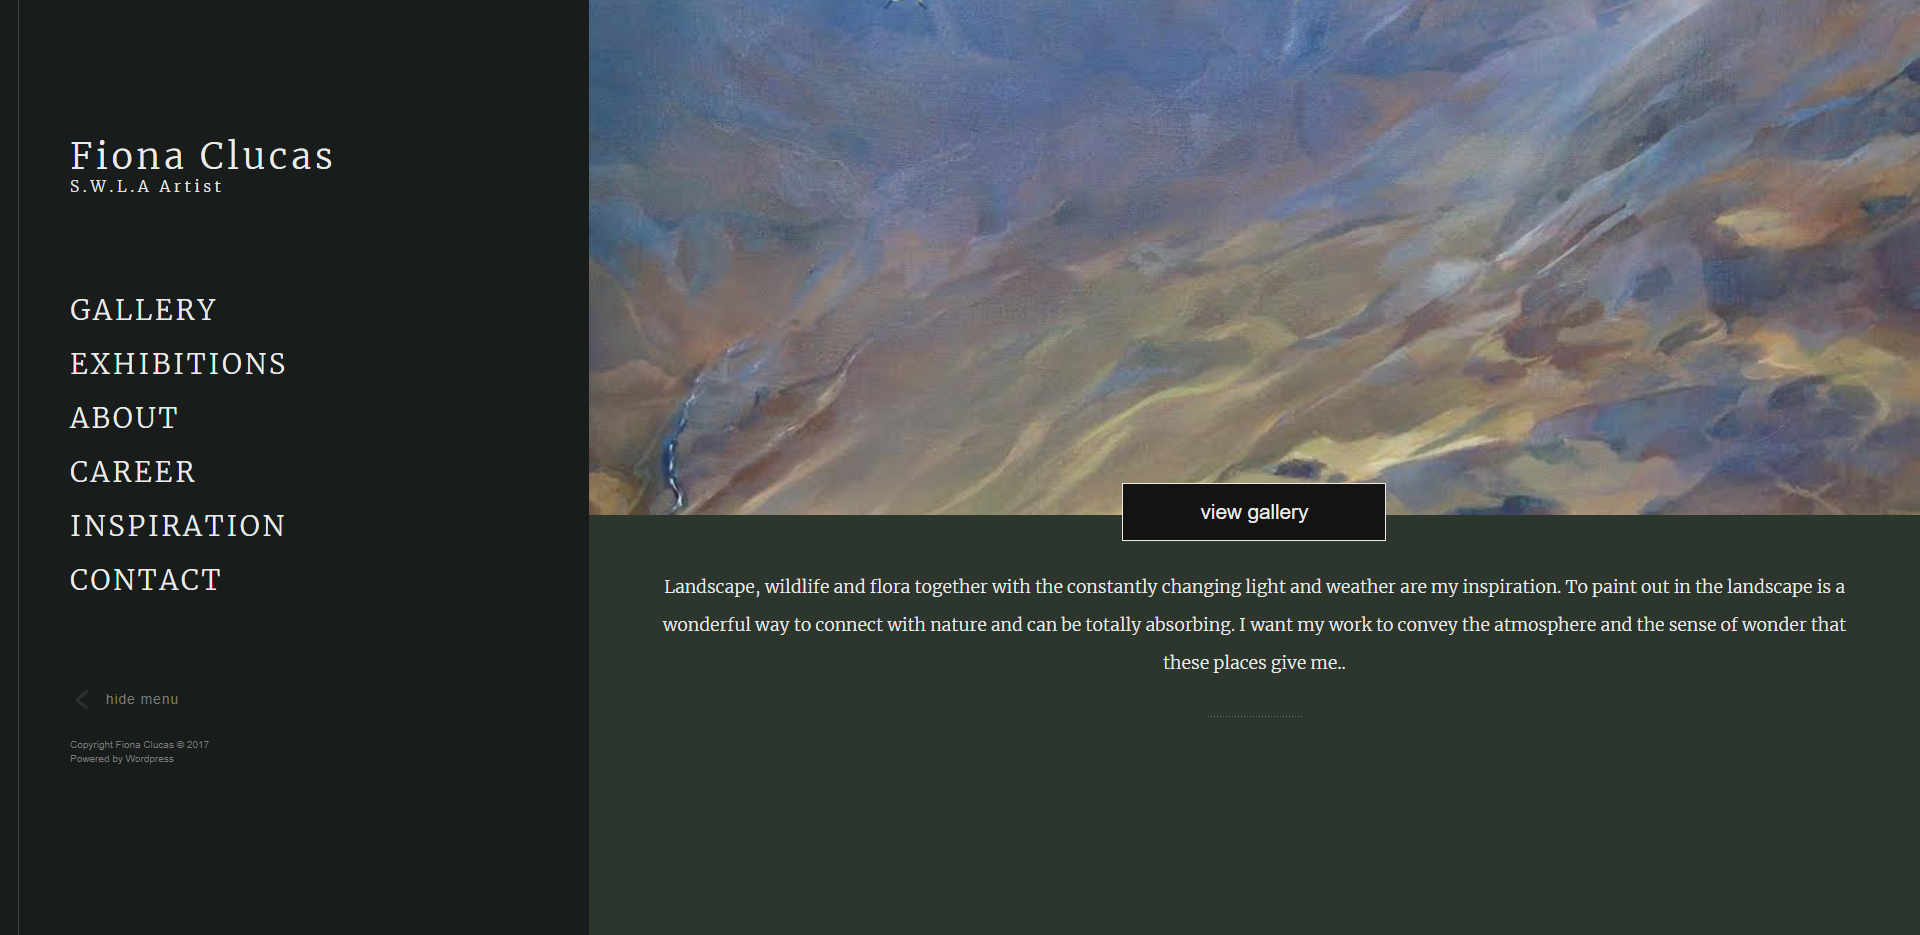 Fiona Clucas
S.W.L.A Artist
GALLERY
EXHIBITIONS
ABOUT
CAREER
INSPIRATION
CONTACT
hide menu
Copyright Fiona Clucas © 2017
Powered by Wordpress
view gallery
Landscape, wildlife and flora together with the constantly changing light and weather are my inspiration. To paint out in the landscape is a
wonderful way to connect with nature and can be totally absorbing. I want my work to convey the atmosphere and the sense of wonder that
these places give me..